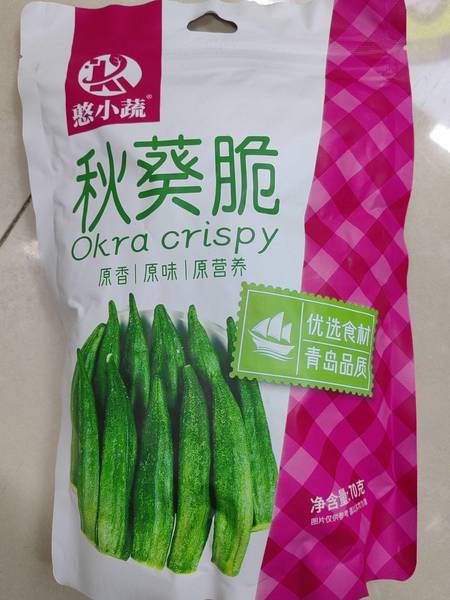 憨小蔬®
秋葵脆
Okra crispy
原香|原味|原营养
优选食材
青岛品质
净含量:70克
图片仅供参考